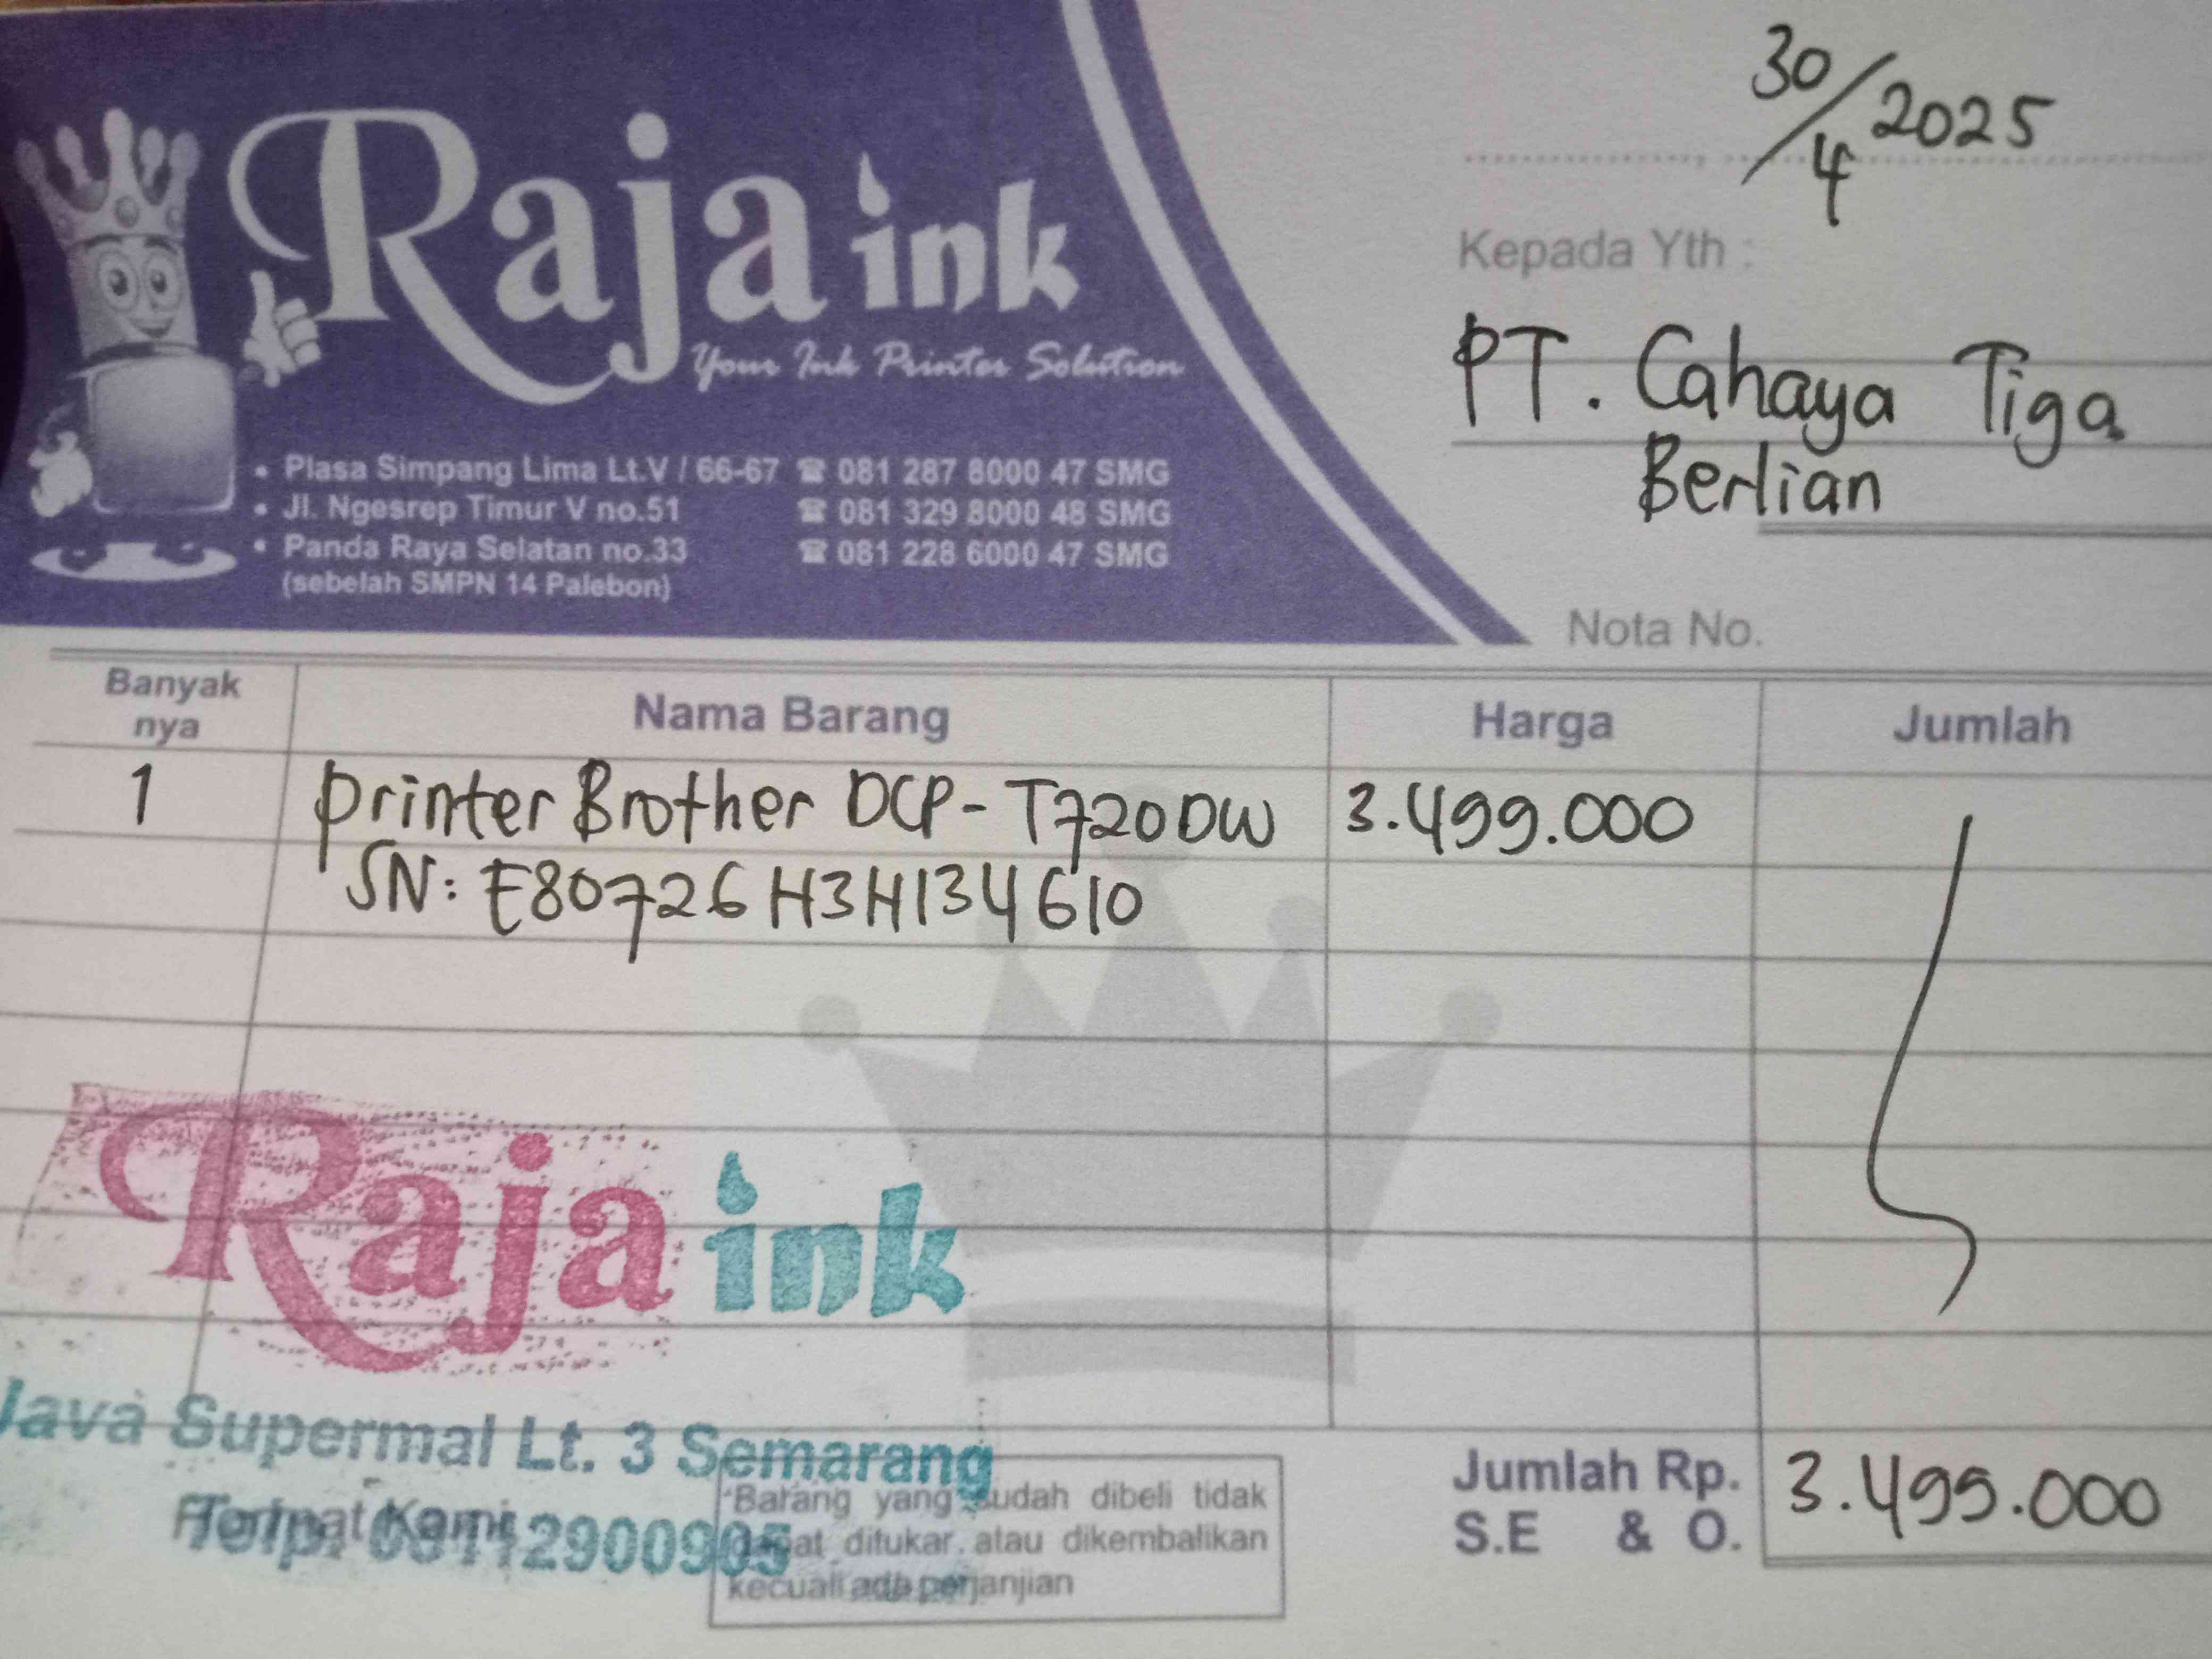 Raja ink
Your Ink Printer Solution
• Plasa Simpang Lima Lt.V / 66-67 ☎ 081 287 8000 47 SMG
• Jl. Ngesrep Timur V no.51 ☎ 081 329 8000 48 SMG
• Panda Raya Selatan no.33 ☎ 081 228 6000 47 SMG
(sebelah SMPN 14 Palebon)
30/4 2025
Kepada Yth :
PT. Cahaya Tiga
Berlian
Nota No.
Banyak nya Nama Barang Harga Jumlah
1 printer Brother DCP-T720DW 3.499.000
SN: E80726H3H134610
Raja ink
Java Supermal Lt. 3 Semarang
Telp. 08112900905
Hormat Kami
*Barang yang sudah dibeli tidak
dapat ditukar atau dikembalikan
kecuali ada perjanjian
Jumlah Rp. 3.499.000
S.E & O.